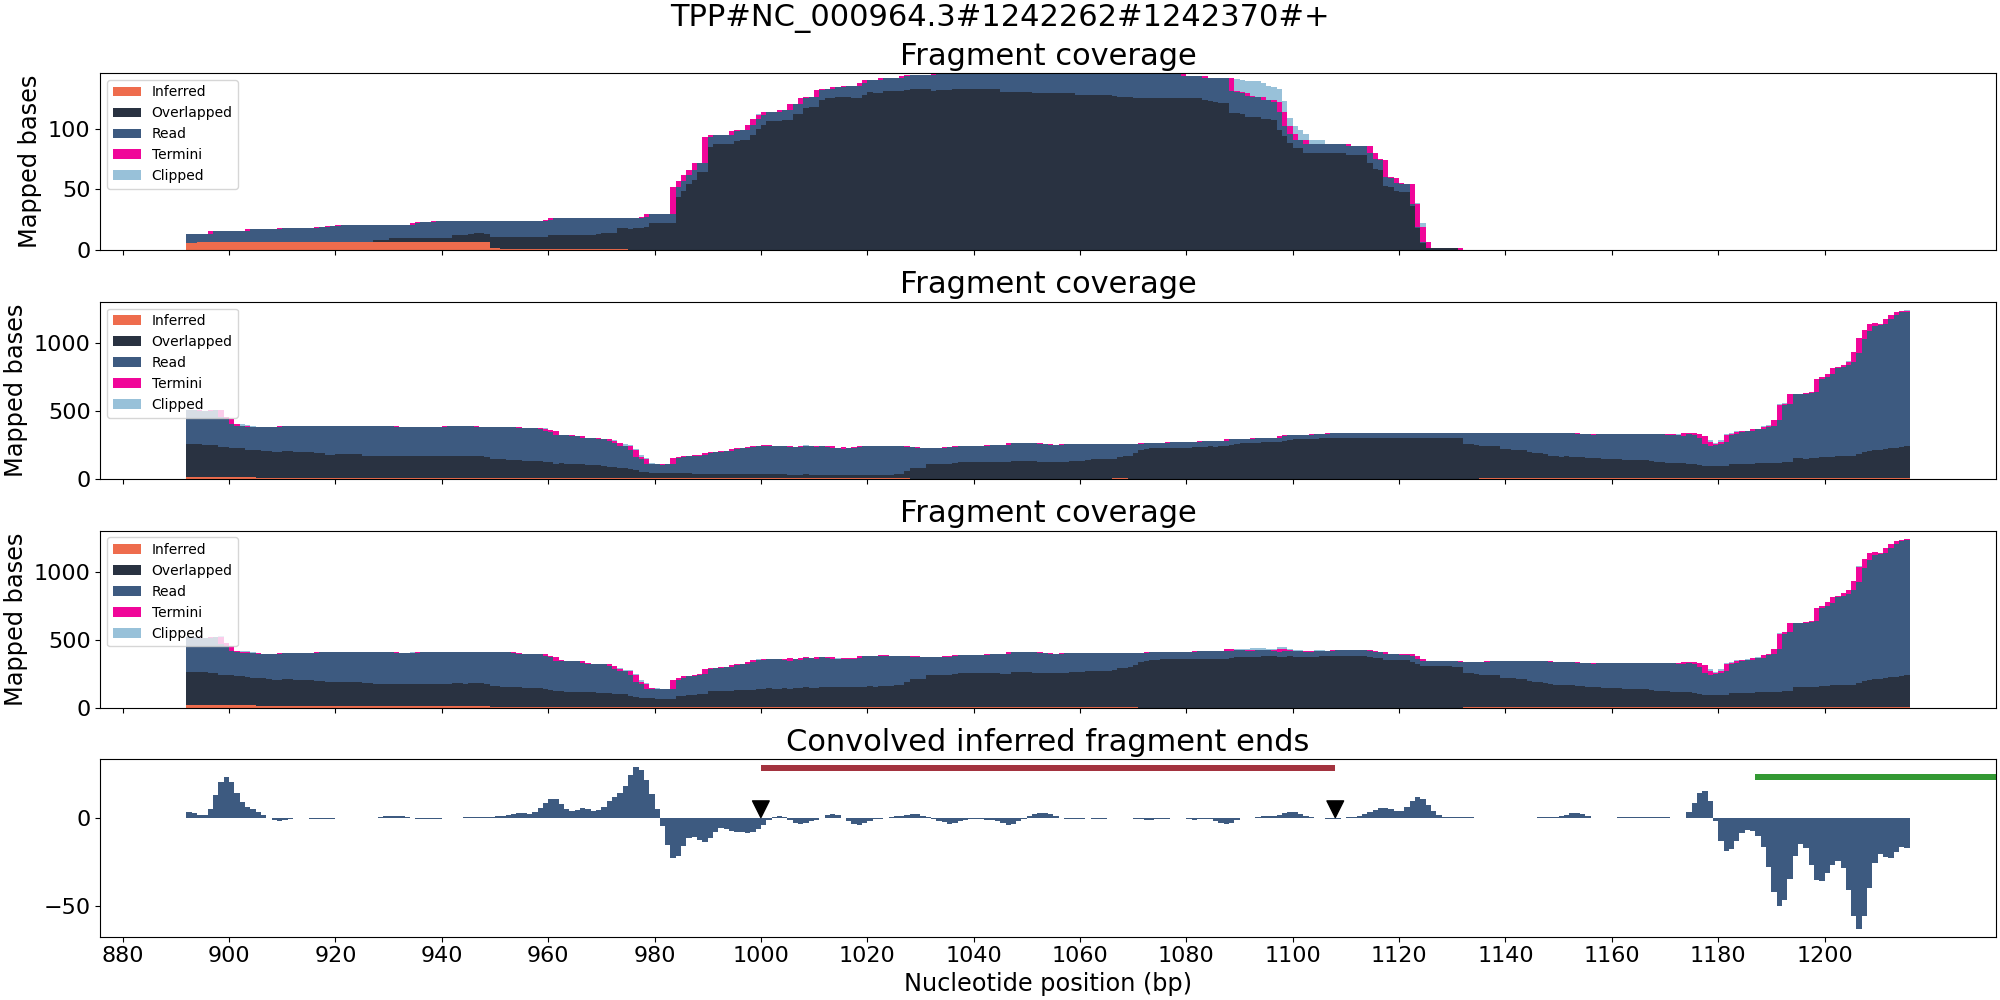 TPP#NC_000964.3#1242262#1242370#+
Fragment coverage
Mapped bases
100
50
0
Inferred
Overlapped
Read
Termini
Clipped
Fragment coverage
Mapped bases
1000
500
0
Inferred
Overlapped
Read
Termini
Clipped
Fragment coverage
Mapped bases
1000
500
0
Inferred
Overlapped
Read
Termini
Clipped
Convolved inferred fragment ends
0
−50
880 900 920 940 960 980 1000 1020 1040 1060 1080 1100 1120 1140 1160 1180 1200
Nucleotide position (bp)